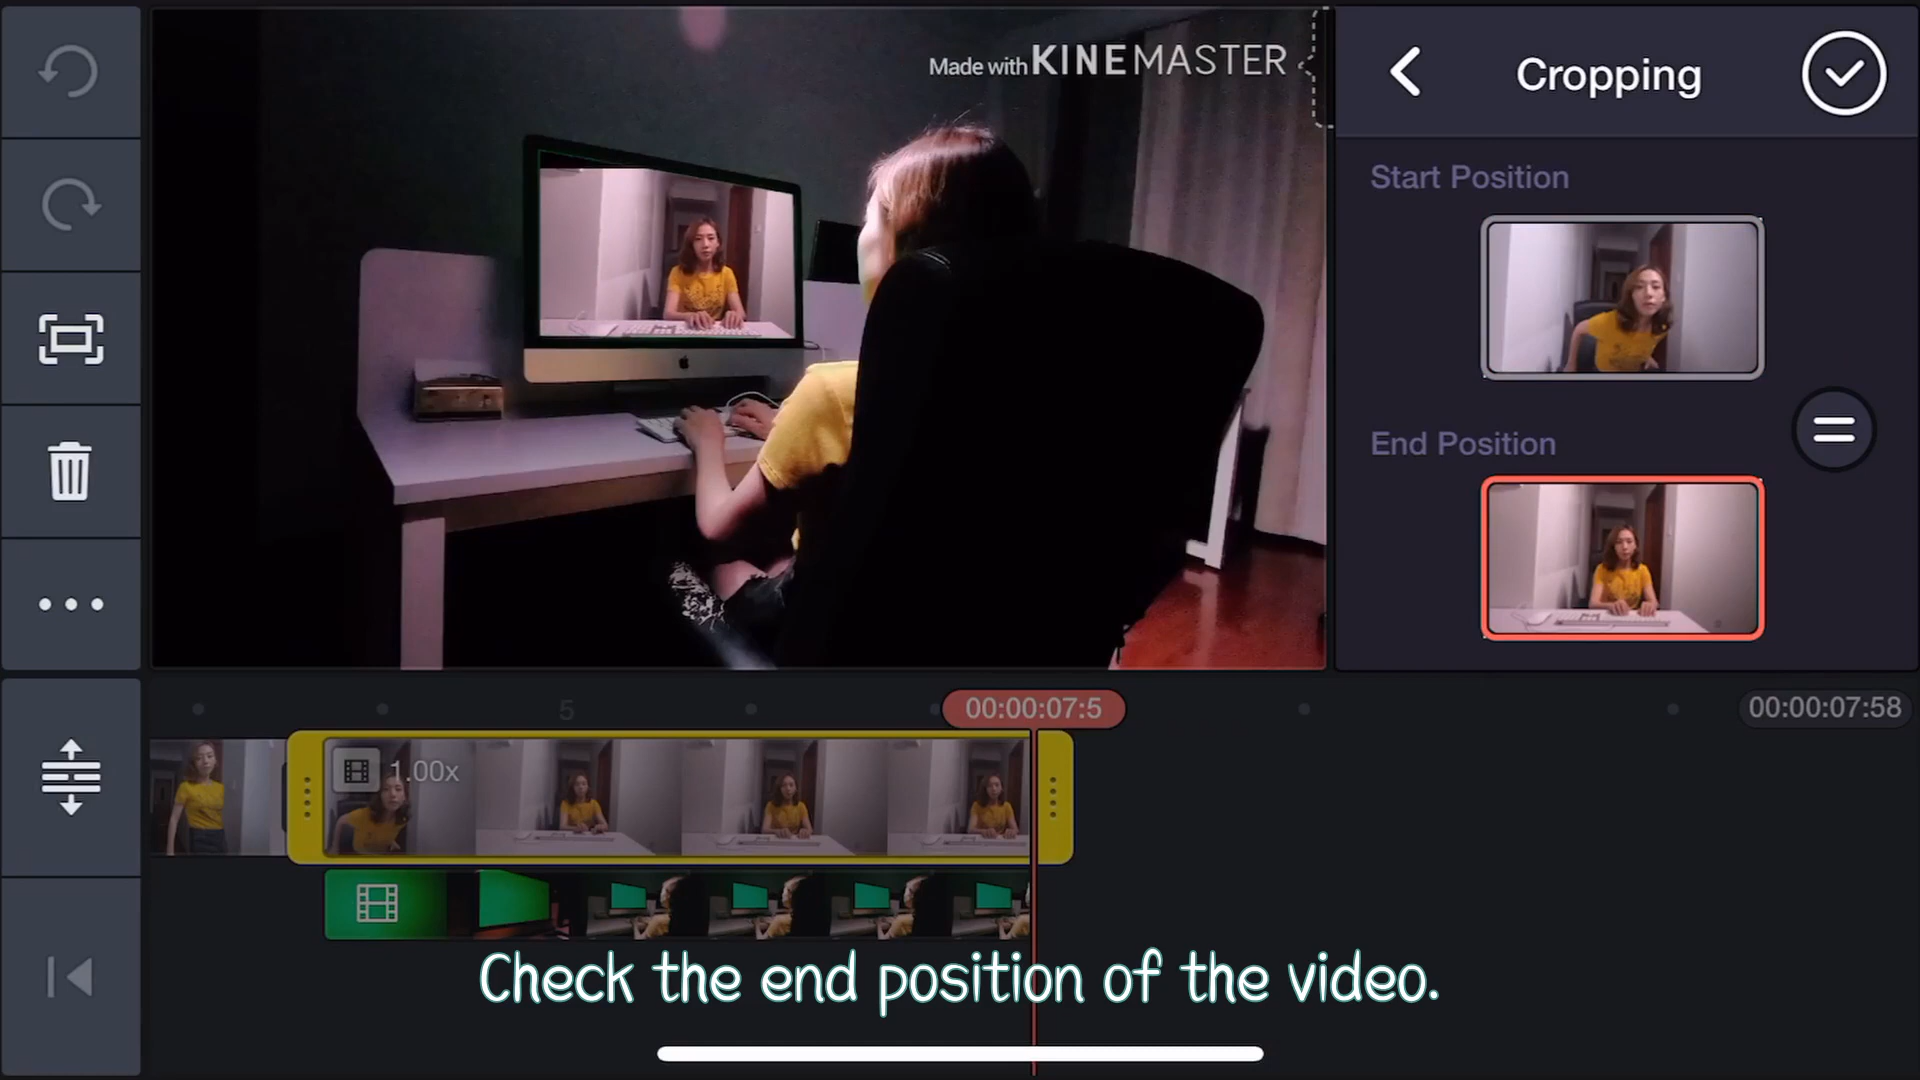 Made with KINEMASTER
Cropping
Start Position
End Position
5
00:00:07:5
00:00:07:58
1.00x
Check the end position of the video.